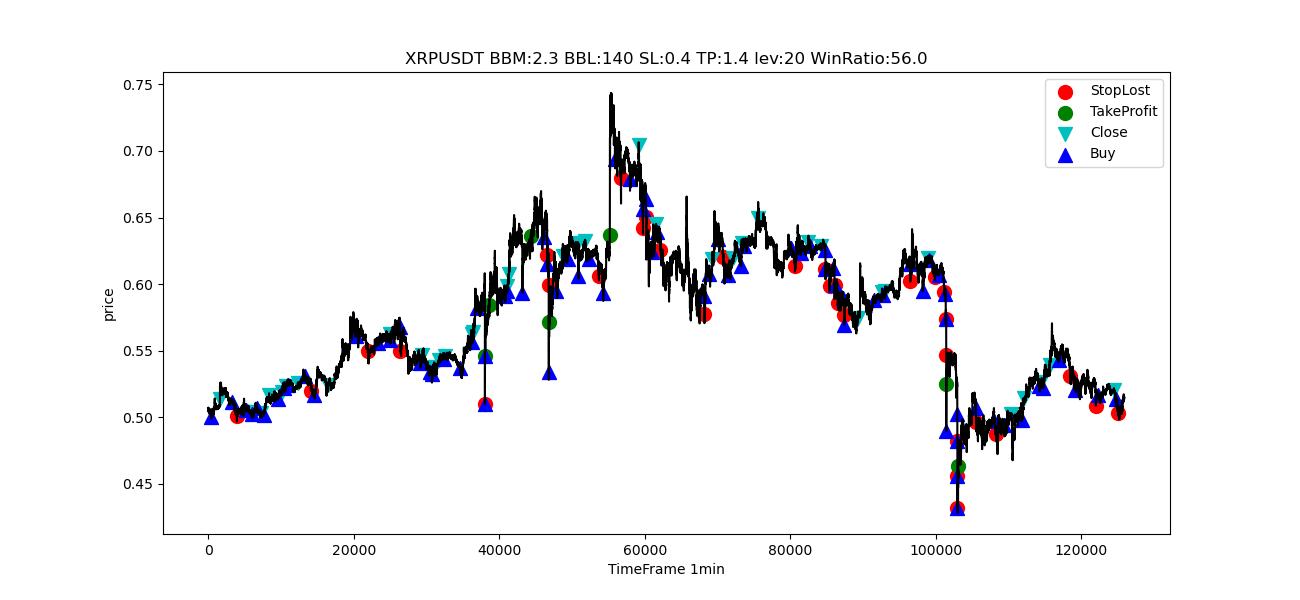 XRPUSDT BBM:2.3 BBL:140 SL:0.4 TP:1.4 lev:20 WinRatio:56.0
StopLost
TakeProfit
Close
Buy
price
0.75
0.70
0.65
0.60
0.55
0.50
0.45
0 20000 40000 60000 80000 100000 120000
TimeFrame 1min